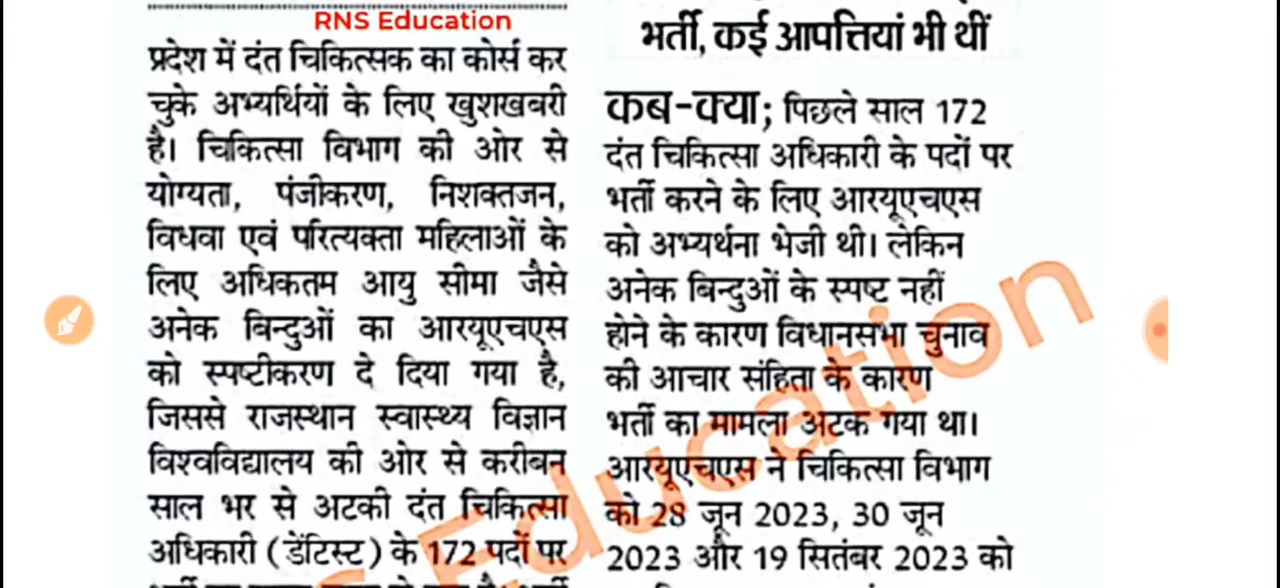 RNS Education
प्रदेश में दंत चिकित्सक का कोर्स कर
चुके अभ्यर्थियों के लिए खुशखबरी
है। चिकित्सा विभाग की ओर से
योग्यता, पंजीकरण, निशक्तजन,
विधवा एवं परित्यक्ता महिलाओं के
लिए अधिकतम आयु सीमा जैसे
अनेक बिन्दुओं का आरयूएचएस
को स्पष्टीकरण दे दिया गया है,
जिससे राजस्थान स्वास्थ्य विज्ञान
विश्वविद्यालय की ओर से करीबन
साल भर से अटकी दंत चिकित्सा
अधिकारी (डेंटिस्ट) के 172 पदों पर
भर्ती, कई आपत्तियां भी थीं
कब-क्या; पिछले साल 172
दंत चिकित्सा अधिकारी के पदों पर
भर्ती करने के लिए आरयूएचएस
को अभ्यर्थना भेजी थी। लेकिन
अनेक बिन्दुओं के स्पष्ट नहीं
होने के कारण विधानसभा चुनाव
की आचार संहिता के कारण
भर्ती का मामला अटक गया था।
आरयूएचएस ने चिकित्सा विभाग
को 28 जून 2023, 30 जून
2023 और 19 सितंबर 2023 को
s Education